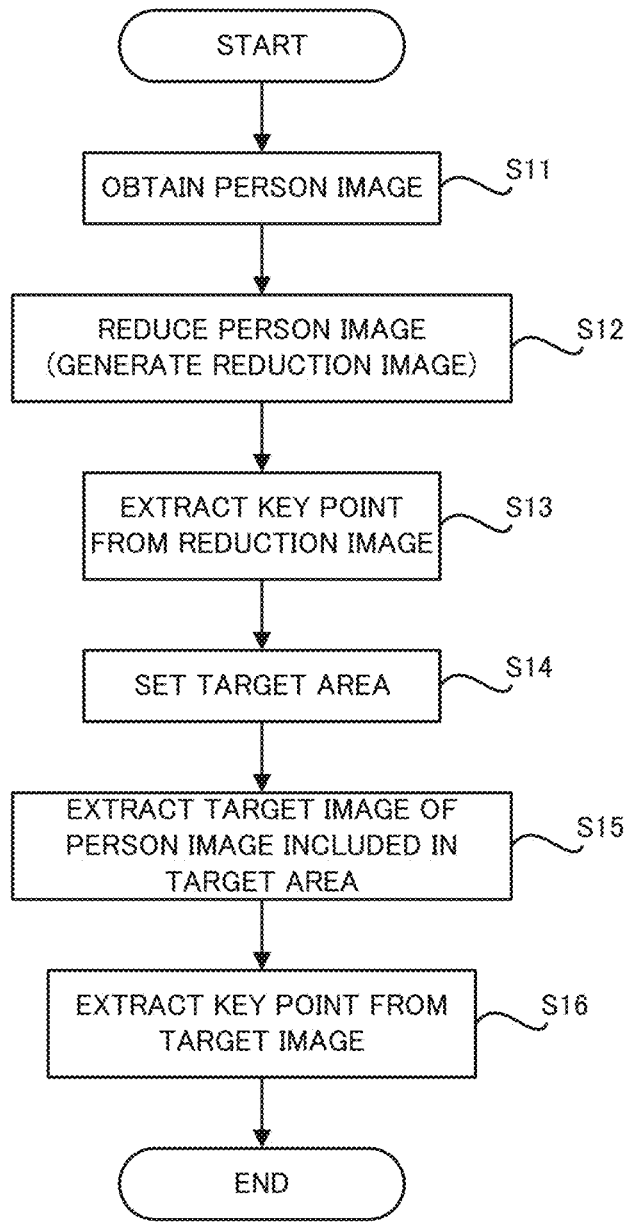 START
OBTAIN PERSON IMAGE
S11
REDUCE PERSON IMAGE
(GENERATE REDUCTION IMAGE)
S12
EXTRACT KEY POINT
FROM REDUCTION IMAGE
S13
SET TARGET AREA
S14
EXTRACT TARGET IMAGE OF
PERSON IMAGE INCLUDED IN
TARGET AREA
S15
EXTRACT KEY POINT FROM
TARGET IMAGE
S16
END